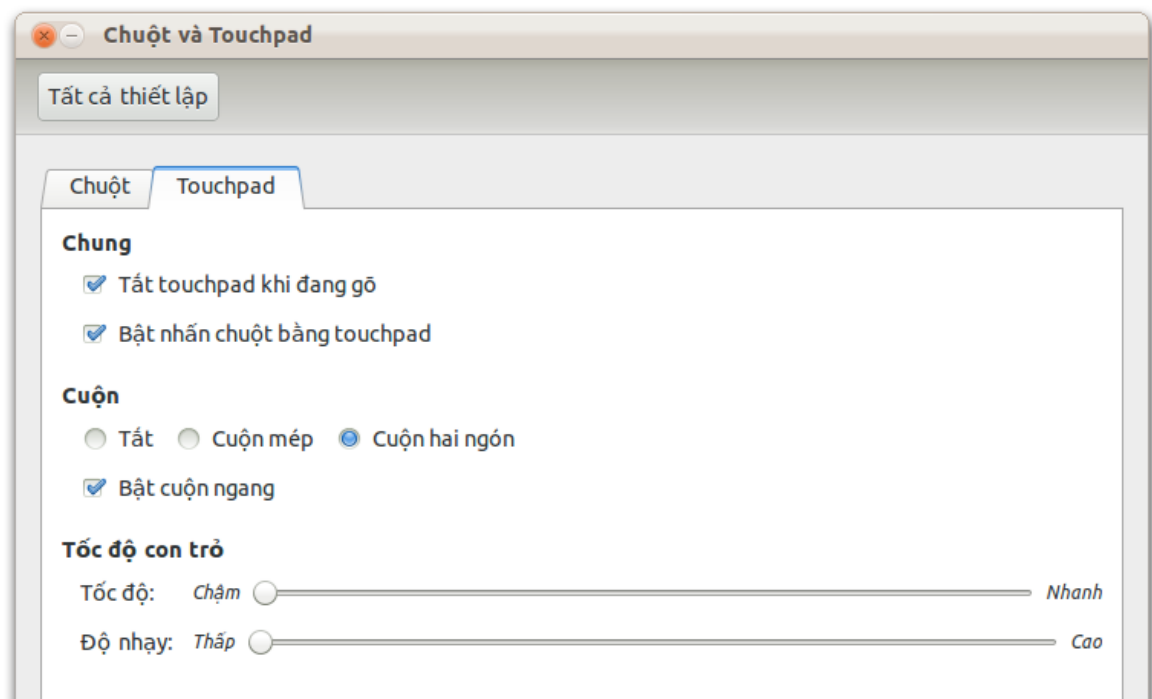 Chuột và Touchpad
Tất cả thiết lập
Chuột Touchpad
Chung
Tắt touchpad khi đang gõ
Bật nhấn chuột bằng touchpad
Cuộn
Tắt Cuộn mép Cuộn hai ngón
Bật cuộn ngang
Tốc độ con trỏ
Tốc độ: Chậm Nhanh
Độ nhạy: Thấp Cao